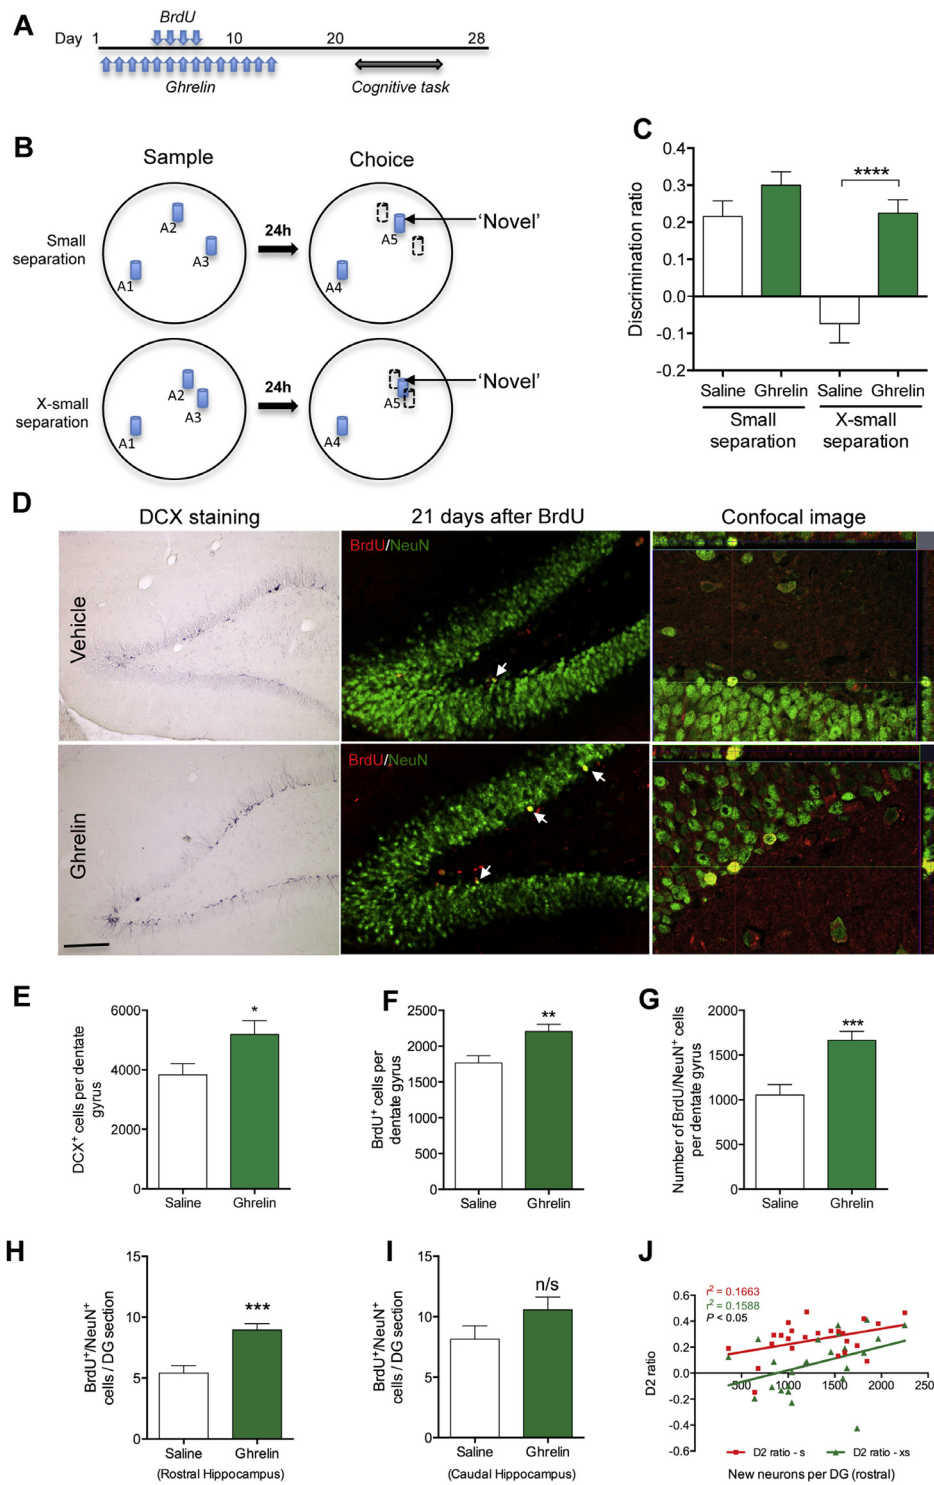 A
BrdU
Day 1 10 20 28
Ghrelin
Cognitive task
B
Sample
Choice
Small
separation
A2
A3
A1
24h
A5
A4
'Novel'
X-small
separation
A2
A3
A1
24h
A5
A4
'Novel'
C
Discrimination ratio
0.4
0.3
0.2
0.1
0.0
-0.1
-0.2
****
Saline Ghrelin Saline Ghrelin
Small
separation
X-small
separation
D
DCX staining
21 days after BrdU
Confocal image
Vehicle
BrdU/NeuN
Ghrelin
BrdU/NeuN
E
DCX+ cells per dentate
gyrus
6000
4000
2000
0
*
Saline Ghrelin
F
BrdU+ cells per
dentate gyrus
2500
2000
1500
1000
500
0
**
Saline Ghrelin
G
Number of BrdU/NeuN+ cells
per dentate gyrus
2000
1500
1000
500
0
***
Saline Ghrelin
H
BrdU+/NeuN+
cells / DG section
15
10
5
0
***
Saline Ghrelin
(Rostral Hippocampus)
I
BrdU+/NeuN+
cells / DG section
15
10
5
0
n/s
Saline Ghrelin
(Caudal Hippocampus)
J
r² = 0.1663
r² = 0.1588
P < 0.05
D2 ratio
0.6
0.4
0.2
0.0
-0.2
-0.4
-0.6
500 1000 1500 2000 2500
D2 ratio - s
D2 ratio - xs
New neurons per DG (rostral)